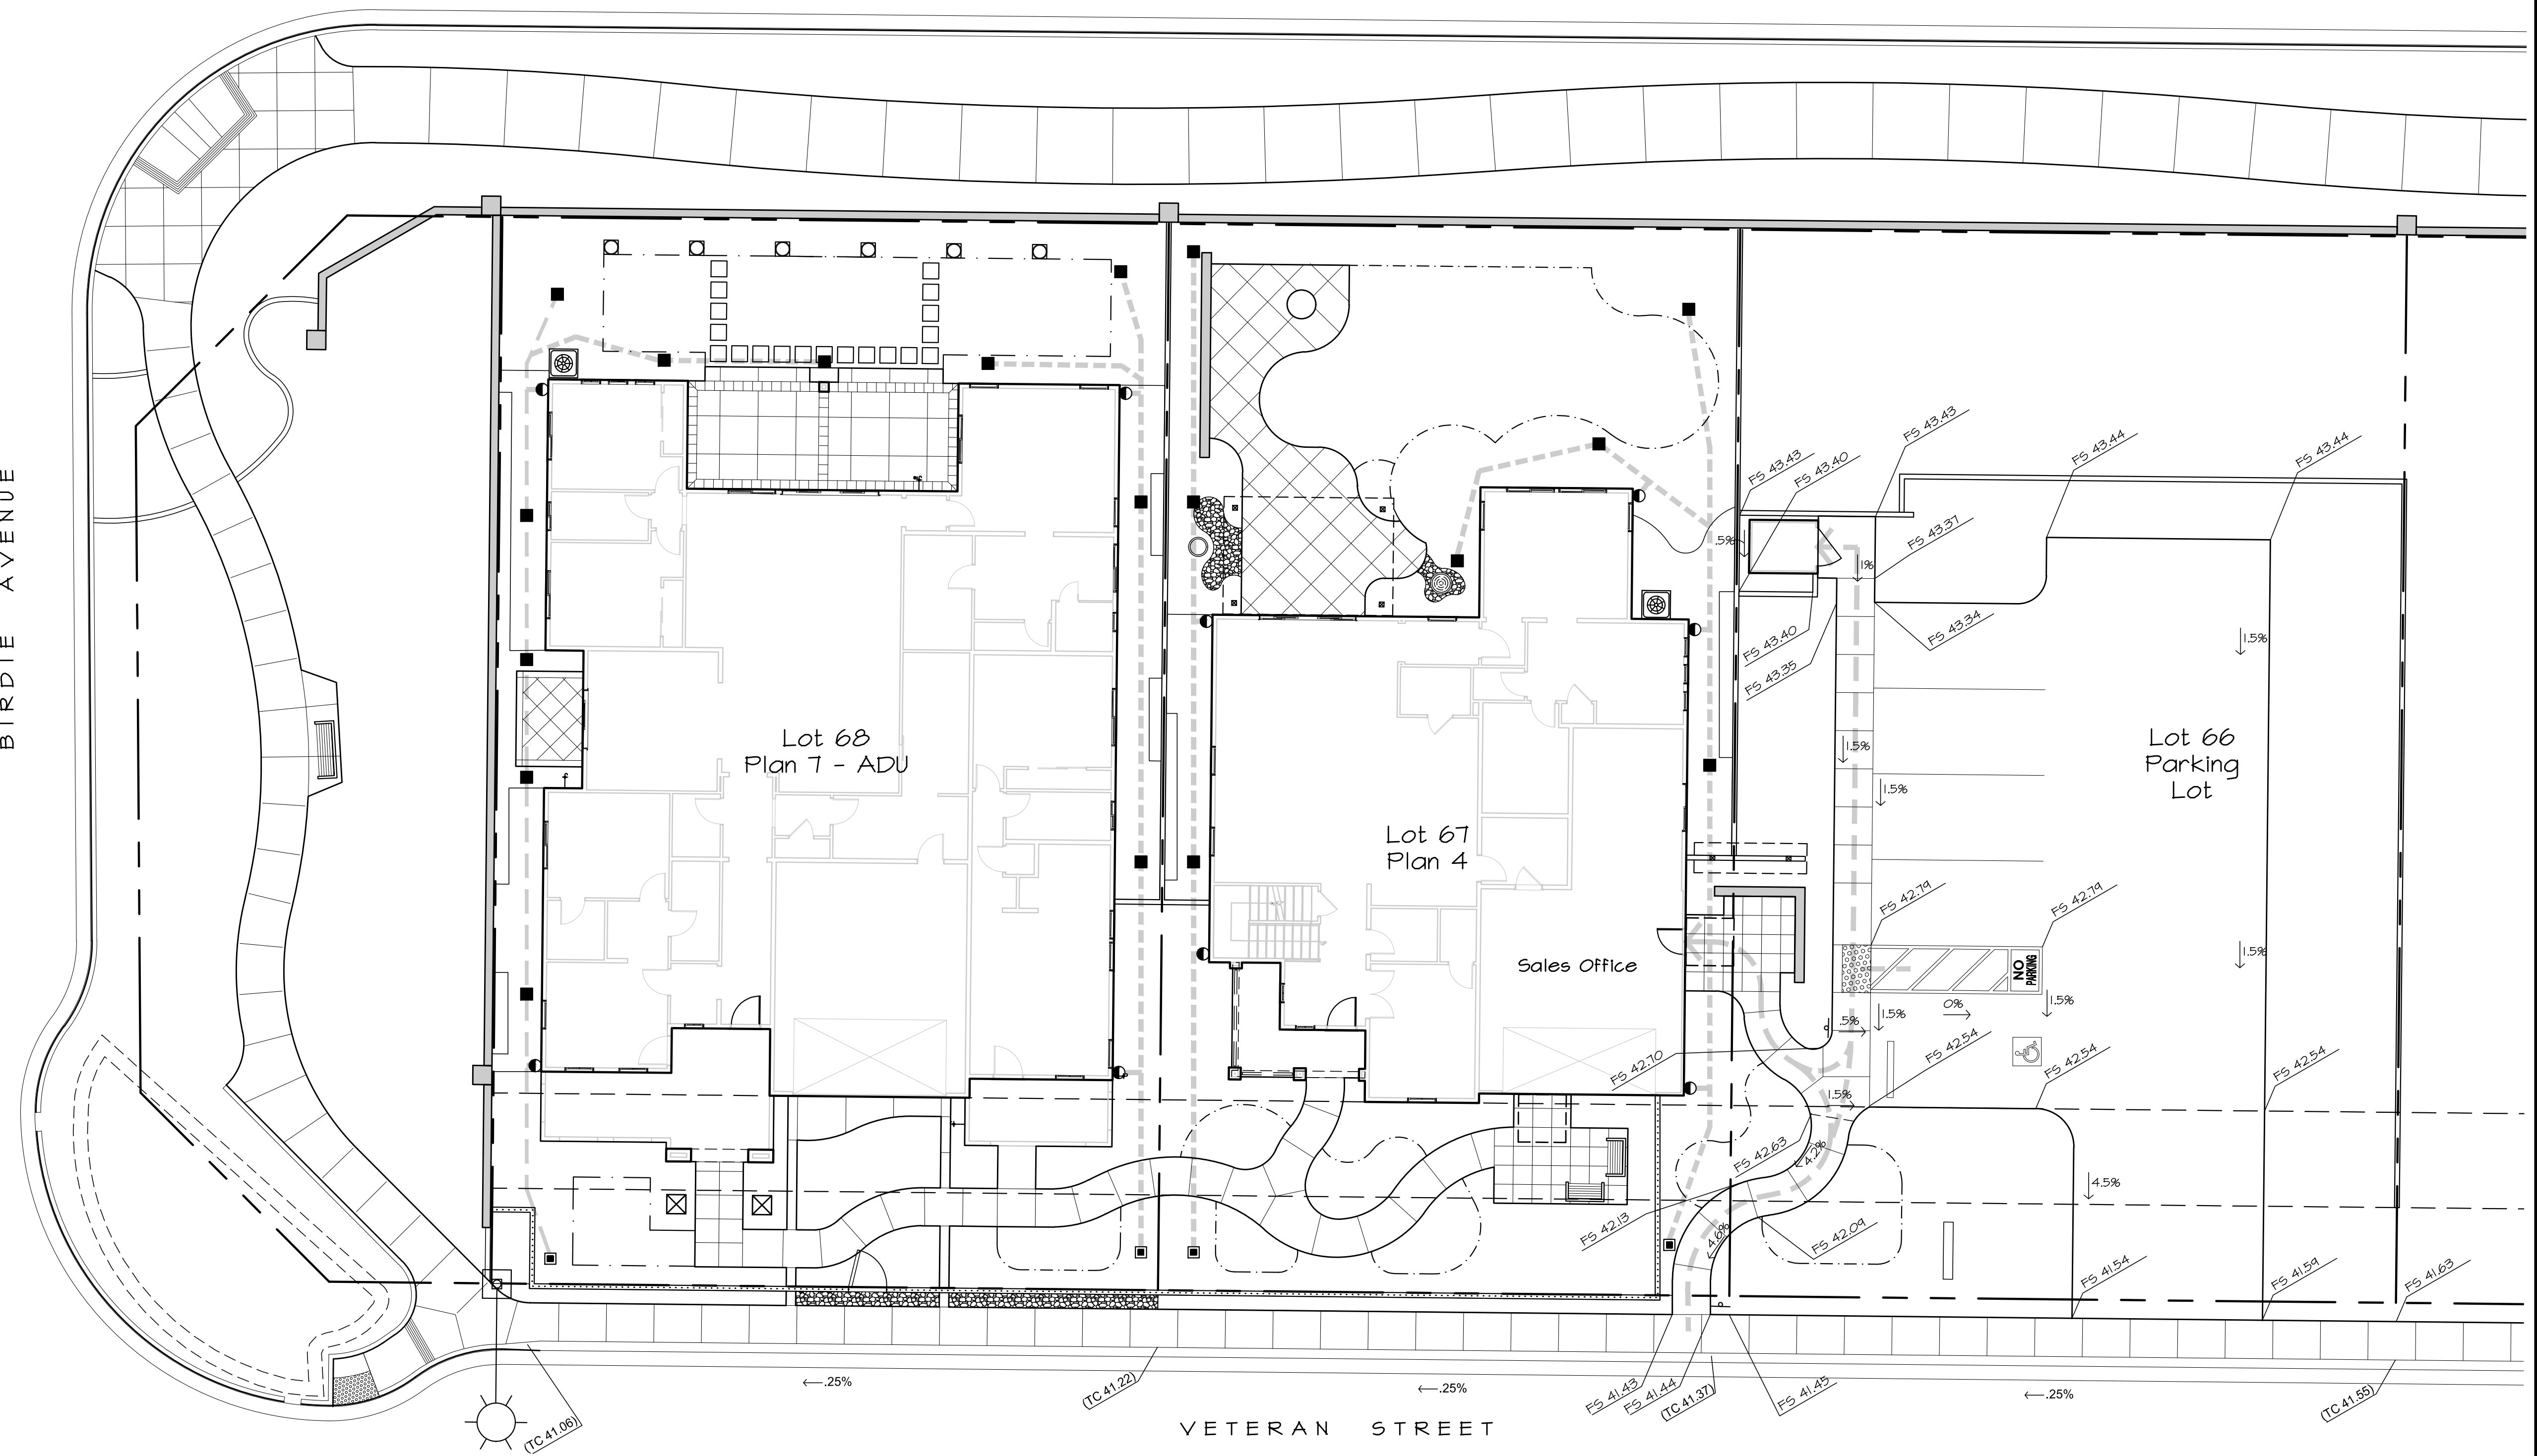 BIRDIE AVENUE
FS 43.43
FS 43.43
FS 43.40
FS 43.44
FS 43.44
FS 43.37
.5%
1%
FS 43.34
FS 43.40
FS 43.35
1.5%
1.5%
1.5%
Lot 68
Plan 7 - ADU
Lot 66
Parking
Lot
Lot 67
Plan 4
FS 42.79
FS 42.79
Sales Office
NO
PARKING
1.5%
0%
1.5%
1.5%
.5%
FS 42.70
FS 42.54
FS 42.54
FS 42.54
1.5%
FS 42.63
4.2%
4.5%
FS 42.13
4.6%
FS 42.09
FS 41.54
FS 41.59
FS 41.63
.25%
.25%
.25%
(TC 41.06)
(TC 41.22)
FS 41.43
FS 41.44
(TC 41.37)
FS 41.45
(TC 41.55)
VETERAN STREET